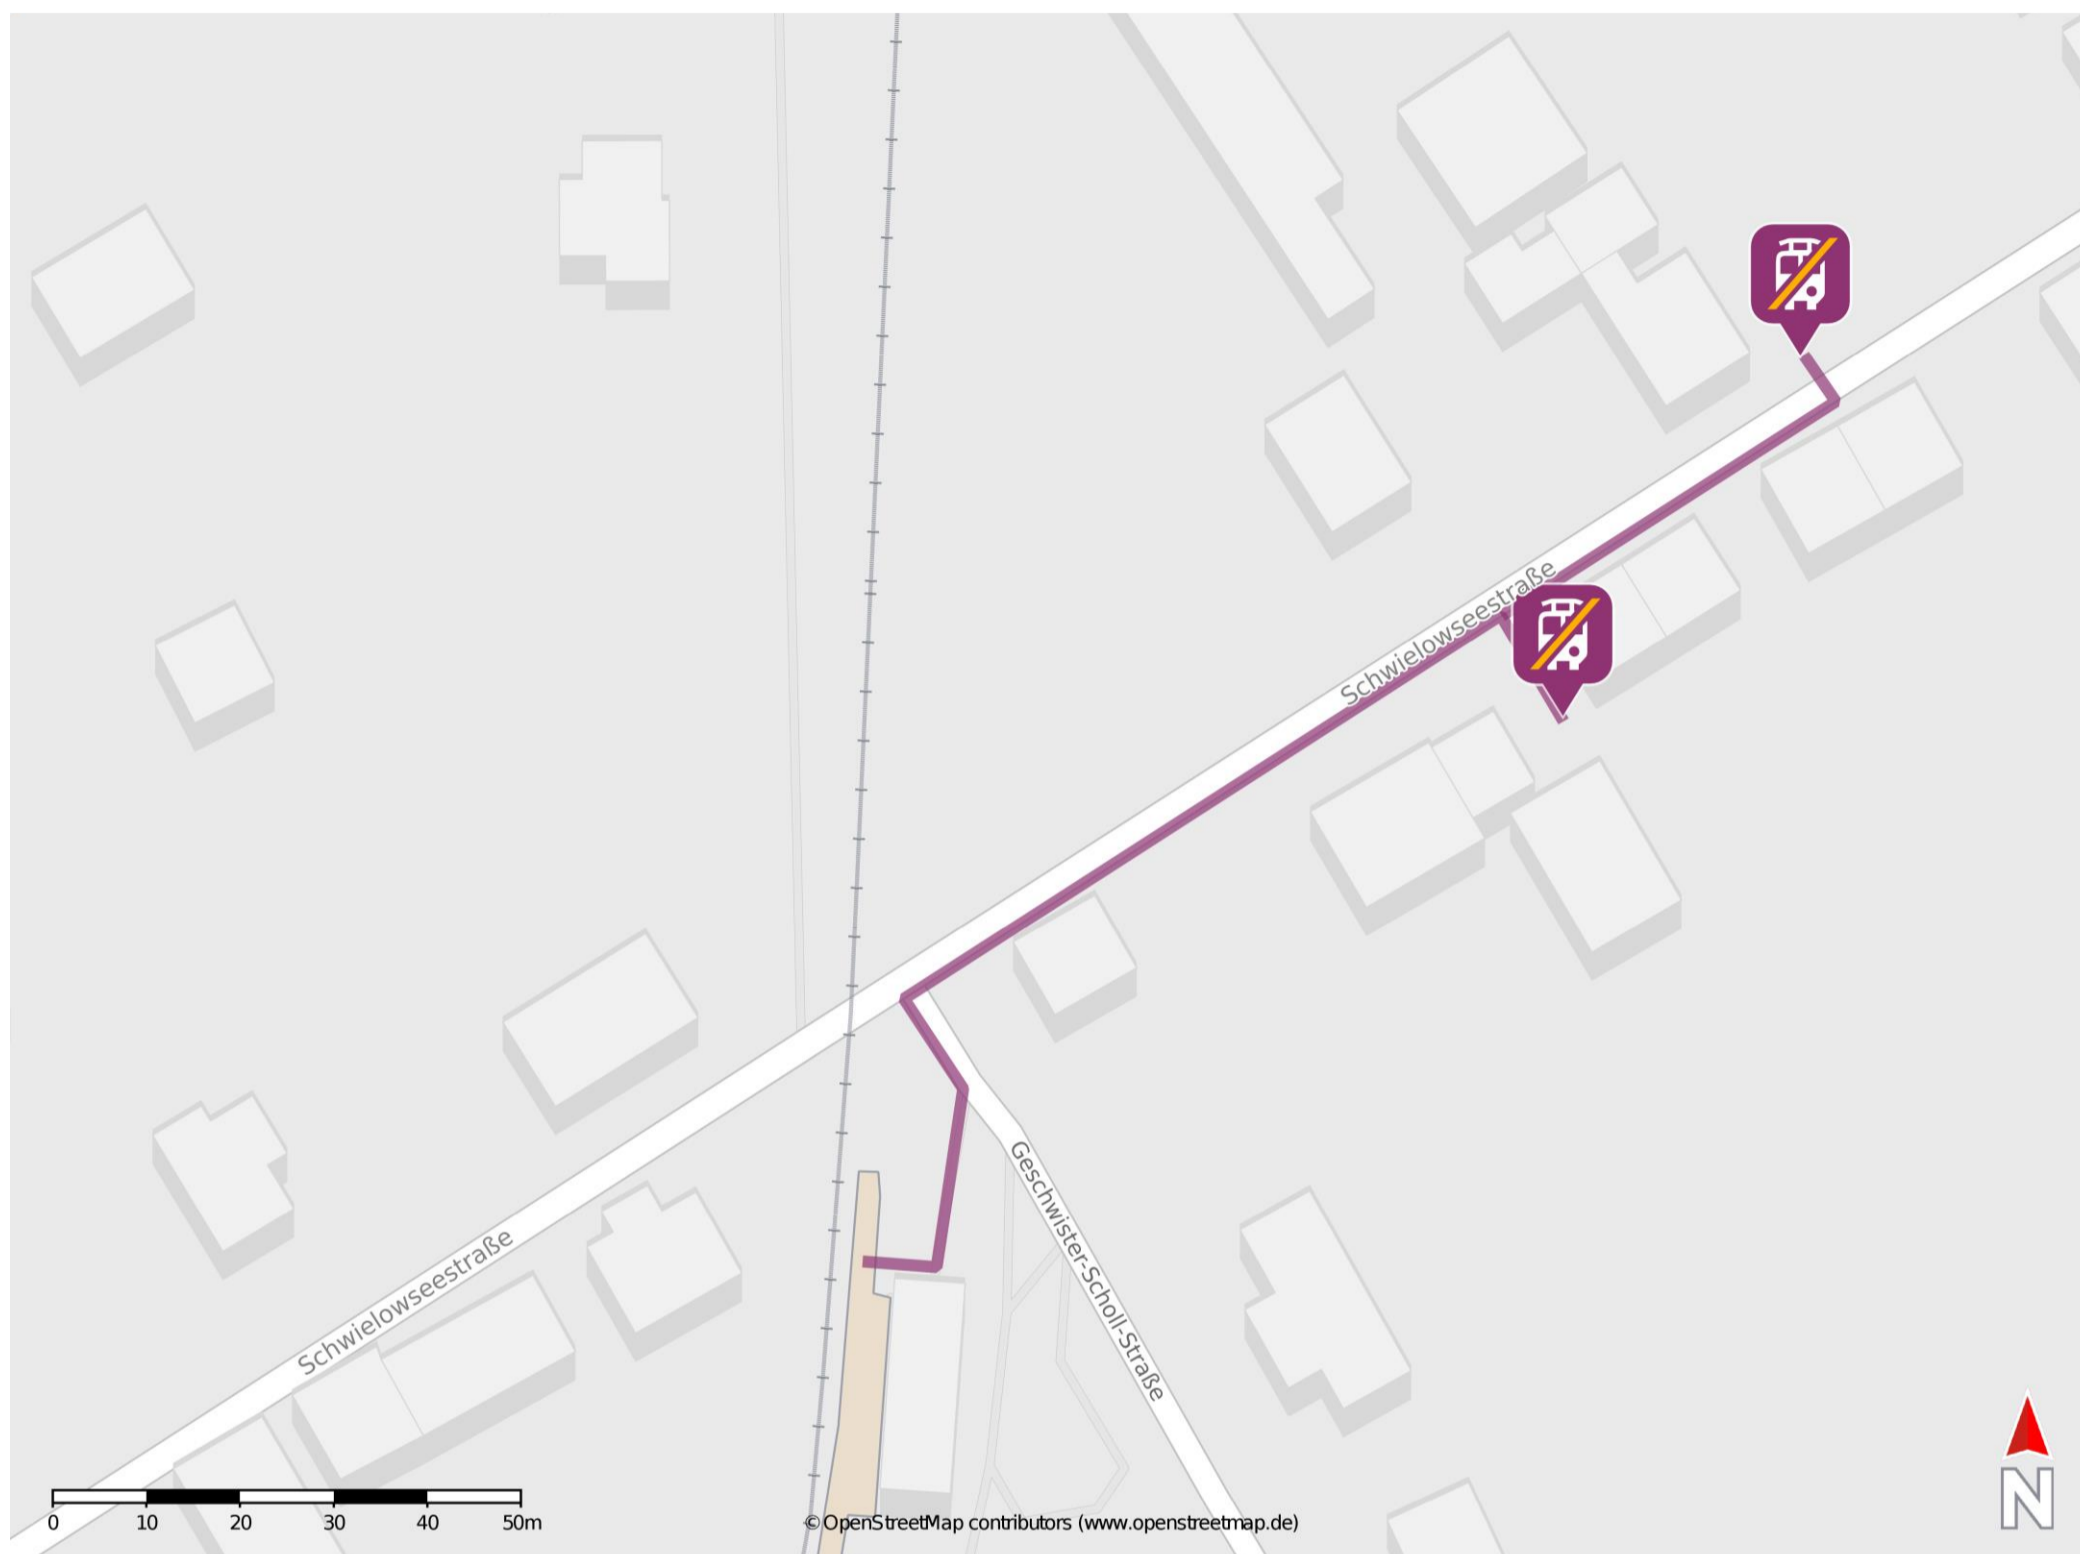 Schwielowseestraße
Geschwister-Scholl-Straße
Schwielowseestraße
0 10 20 30 40 50m
© OpenStreetMap contributors (www.openstreetmap.de)
N